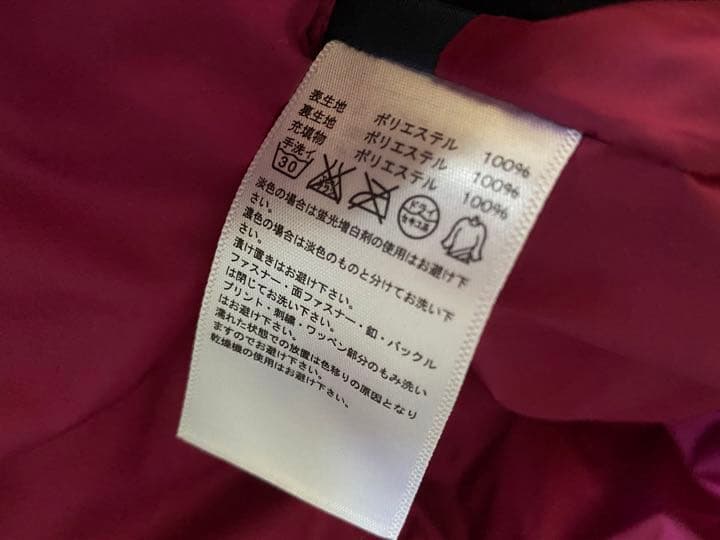 表生地 ポリエステル 100%
裏生地 ポリエステル 100%
充填物 ポリエステル 100%
手洗イ
30
エンソサラシ
ドライ
セキユ系
淡色の場合は蛍光増白剤の使用はお避け下
さい。
濃色の場合は淡色のものと分けてお洗い下
さい。
漬け置きはお避け下さい。
ファスナー・面ファスナー・釦・バックル
は閉じてお洗い下さい。
プリント・刺繍・ワッペン部分のもみ洗い
はお避け下さい。
濡れた状態での放置は色移りの原因となり
ますのでお避け下さい。
乾燥機の使用はお避け下さい。